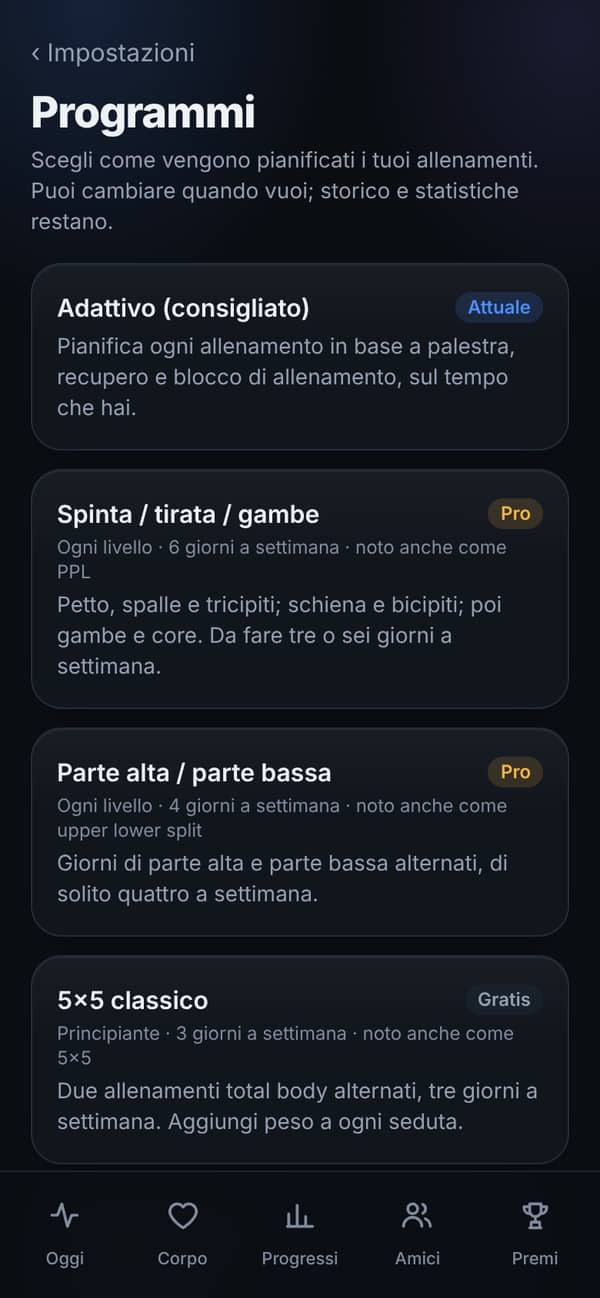 ‹ Impostazioni
Programmi
Scegli come vengono pianificati i tuoi allenamenti.
Puoi cambiare quando vuoi; storico e statistiche
restano.
Adattivo (consigliato)
Attuale
Pianifica ogni allenamento in base a palestra,
recupero e blocco di allenamento, sul tempo
che hai.
Spinta / tirata / gambe
Pro
Ogni livello · 6 giorni a settimana · noto anche come
PPL
Petto, spalle e tricipiti; schiena e bicipiti; poi
gambe e core. Da fare tre o sei giorni a
settimana.
Parte alta / parte bassa
Pro
Ogni livello · 4 giorni a settimana · noto anche come
upper lower split
Giorni di parte alta e parte bassa alternati, di
solito quattro a settimana.
5×5 classico
Gratis
Principiante · 3 giorni a settimana · noto anche come
5×5
Due allenamenti total body alternati, tre giorni a
settimana. Aggiungi peso a ogni seduta.
Oggi
Corpo
Progressi
Amici
Premi